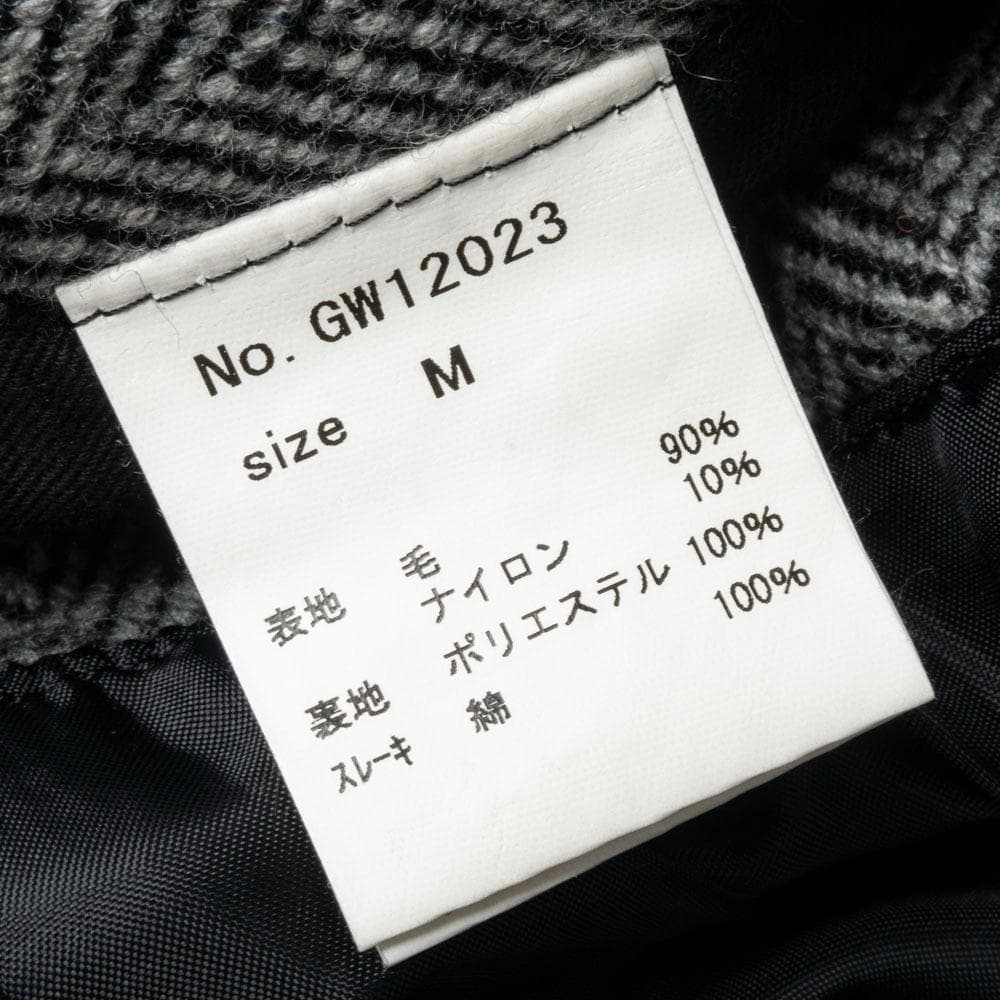 No. GW12023
size M
表地 毛 90%
ナイロン 10%
裏地 ポリエステル 100%
スレーキ 綿 100%